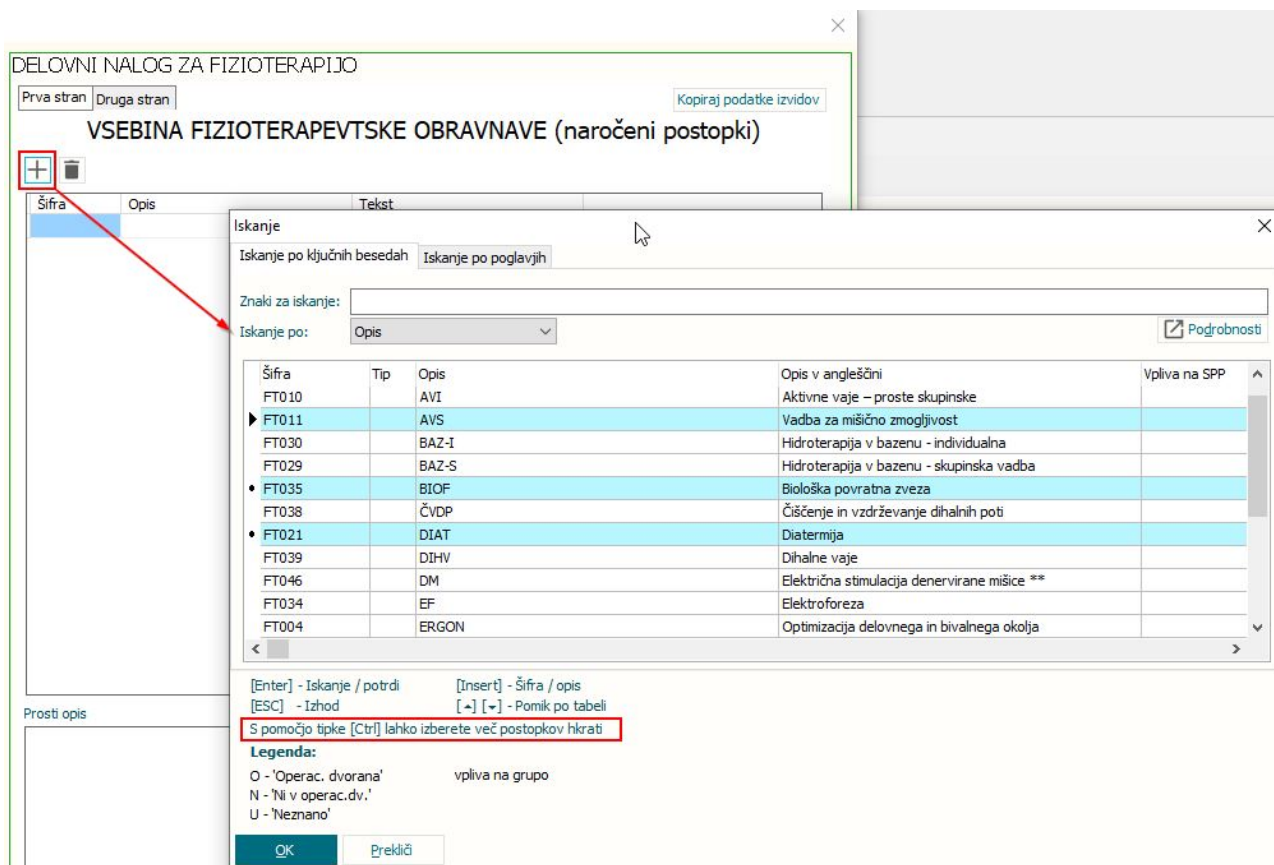 DELOVNI NALOG ZA FIZIOTERAPIJO
Prva stran Druga stran Kopiraj podatke izvidov
VSEBINA FIZIOTERAPEVTSKE OBRAVNAVE (naročeni postopki)
Šifra Opis Tekst
Iskanje
Iskanje po ključnih besedah Iskanje po poglavjih
Znaki za iskanje:
Iskanje po: Opis Podrobnosti
Šifra Tip Opis Opis v angleščini Vpliva na SPP
FT010 AVI Aktivne vaje – proste skupinske
FT011 AVS Vadba za mišično zmogljivost
FT030 BAZ-I Hidroterapija v bazenu - individualna
FT029 BAZ-S Hidroterapija v bazenu - skupinska vadba
FT035 BIOF Biološka povratna zveza
FT038 ČVDP Čiščenje in vzdrževanje dihalnih poti
FT021 DIAT Diatermija
FT039 DIHV Dihalne vaje
FT046 DM Električna stimulacija denervirane mišice **
FT034 EF Elektroforeza
FT004 ERGON Optimizacija delovnega in bivalnega okolja
[Enter] - Iskanje / potrdi [Insert] - Šifra / opis
[ESC] - Izhod [▲] [▼] - Pomik po tabeli
Prosti opis
S pomočjo tipke [Ctrl] lahko izberete več postopkov hkrati
Legenda:
O - 'Operac. dvorana' vpliva na grupo
N - 'Ni v operac.dv.'
U - 'Neznano'
OK Prekliči